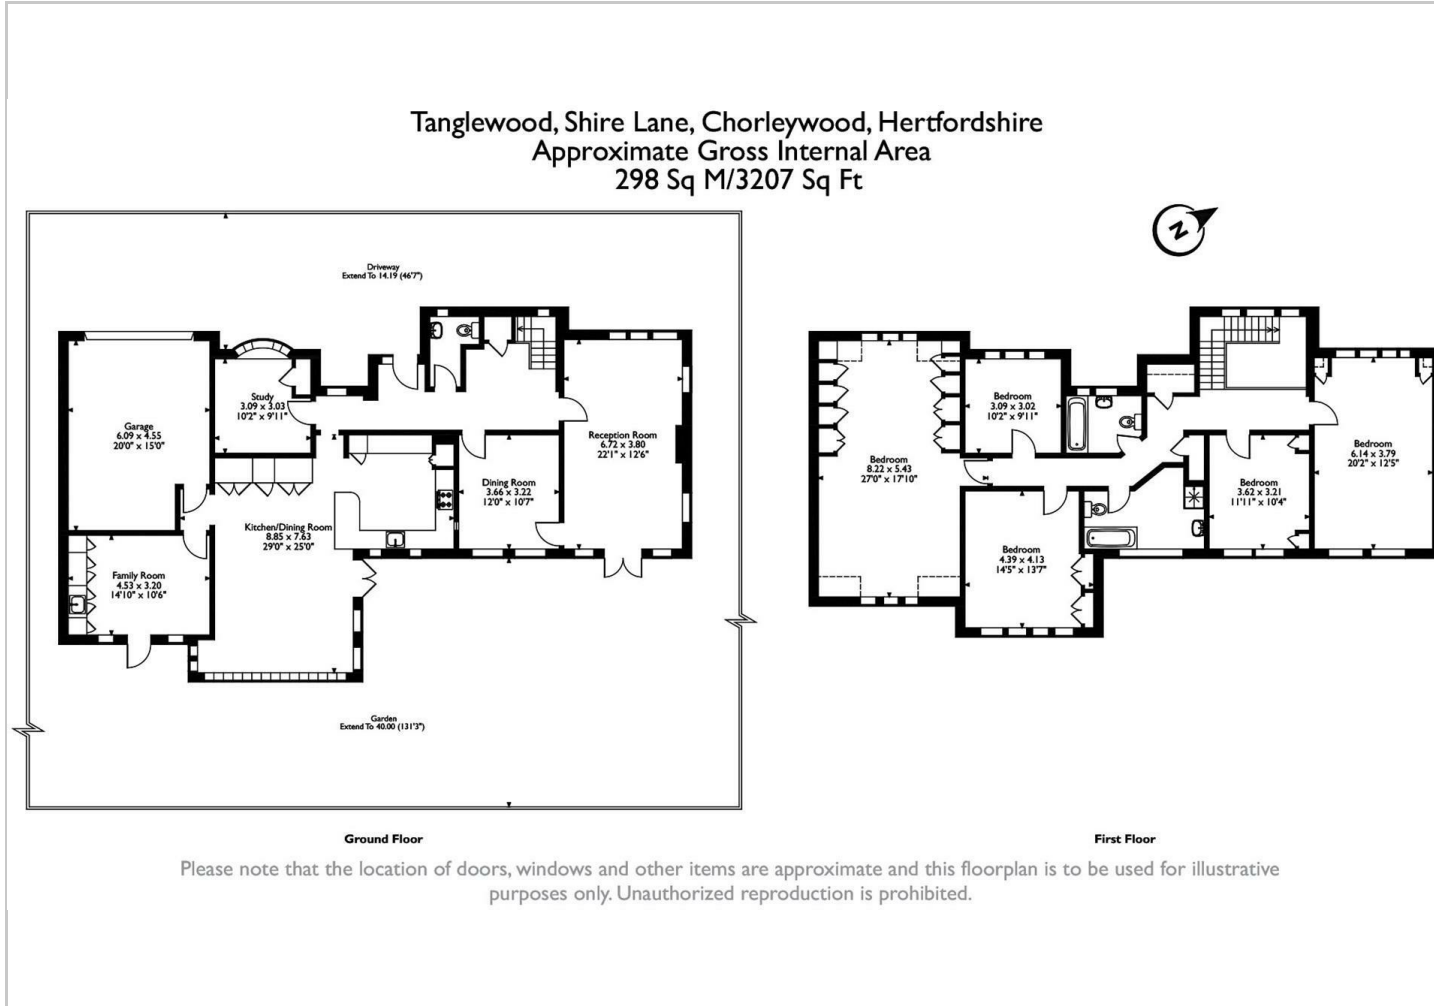 Tanglewood, Shire Lane, Chorleywood, Hertfordshire
Approximate Gross Internal Area
298 Sq M/3207 Sq Ft
N
Driveway
Extend To 14.19 (46'7")
Garage
6.09 x 4.55
20'0" x 15'0"
Study
3.09 x 3.03
10'2" x 9'11"
Reception Room
6.72 x 3.80
22'1" x 12'6"
Dining Room
3.66 x 3.22
12'0" x 10'7"
Kitchen/Dining Room
8.85 x 7.63
29'0" x 25'0"
Family Room
4.53 x 3.20
14'10" x 10'6"
Garden
Extend To 40.00 (131'3")
Ground Floor
Bedroom
8.22 x 5.43
27'0" x 17'10"
Bedroom
3.09 x 3.02
10'2" x 9'11"
Bedroom
4.39 x 4.13
14'5" x 13'7"
Bedroom
3.62 x 3.21
11'11" x 10'4"
Bedroom
6.14 x 3.79
20'2" x 12'5"
First Floor
Please note that the location of doors, windows and other items are approximate and this floorplan is to be used for illustrative
purposes only. Unauthorized reproduction is prohibited.